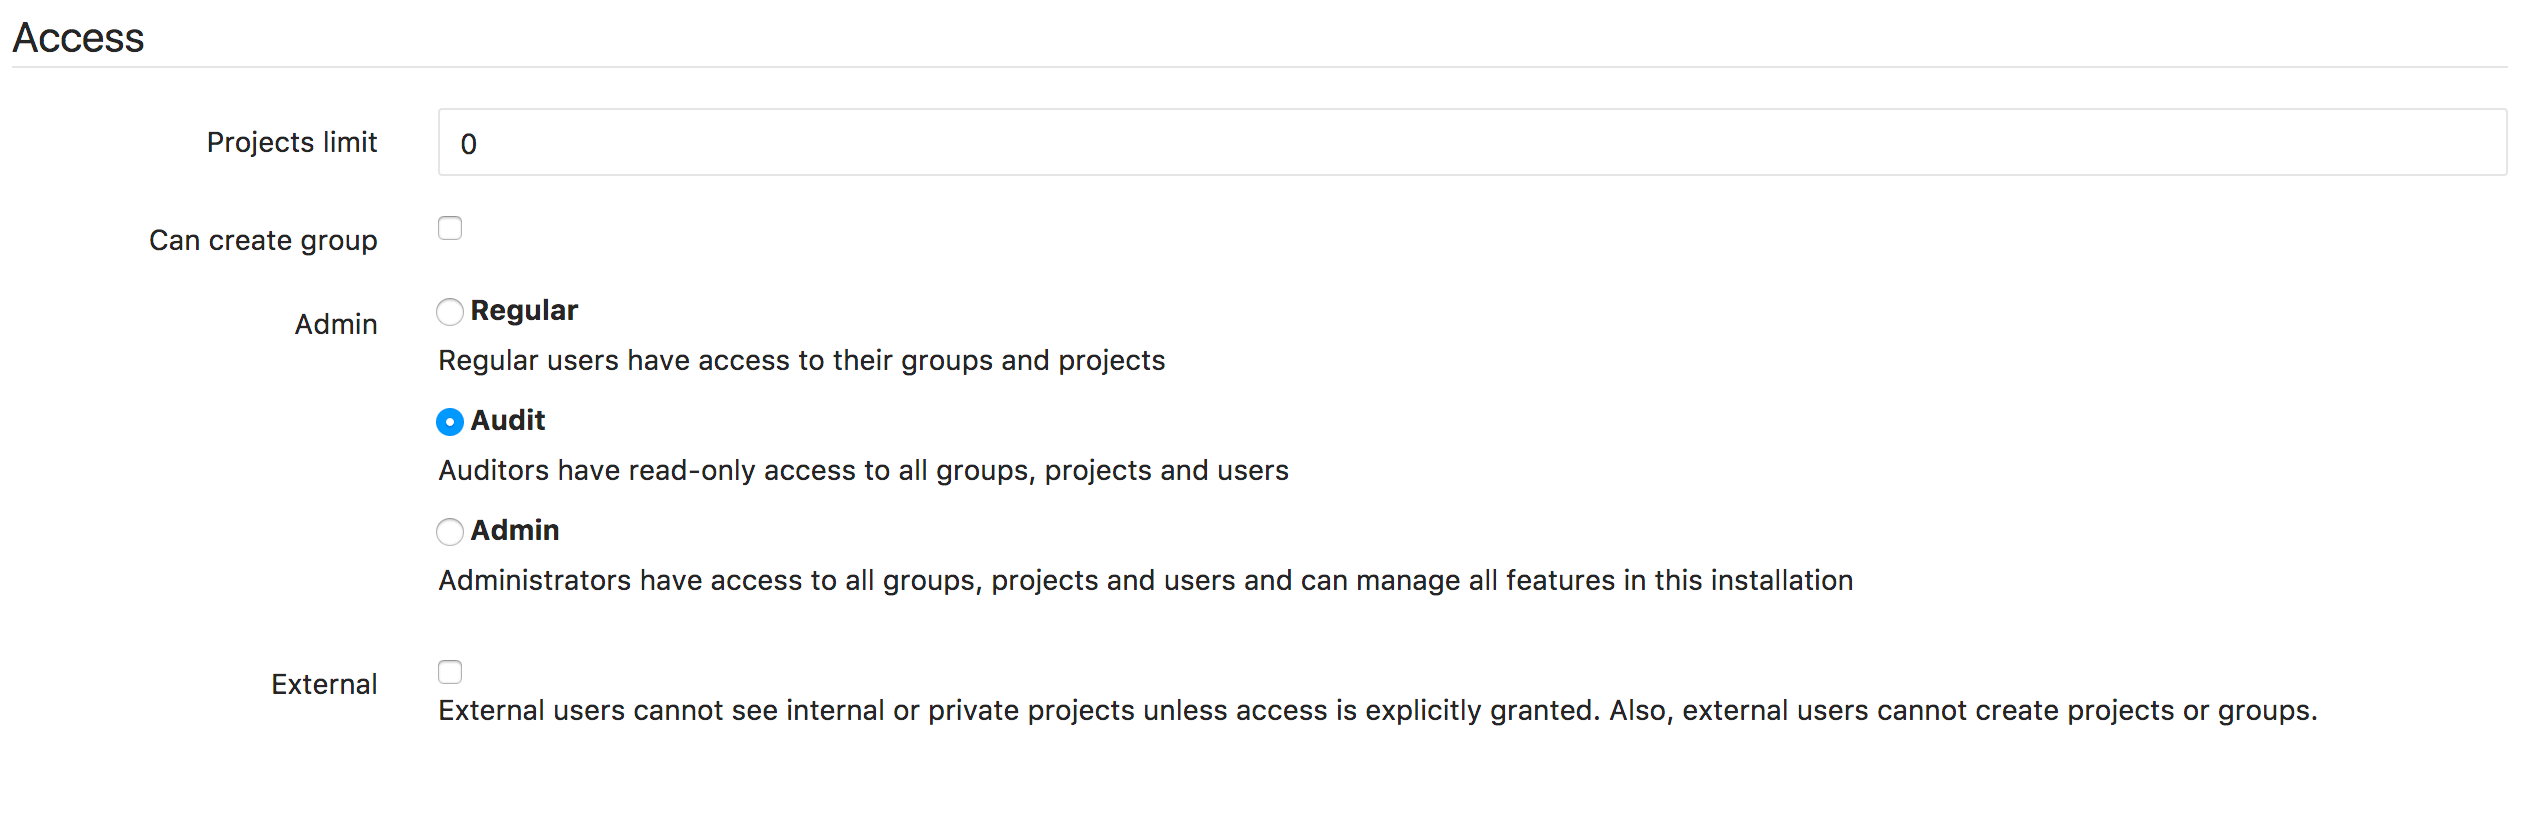 Access
Projects limit
0
Can create group
Admin
Regular
Regular users have access to their groups and projects
Audit
Auditors have read-only access to all groups, projects and users
Admin
Administrators have access to all groups, projects and users and can manage all features in this installation
External
External users cannot see internal or private projects unless access is explicitly granted. Also, external users cannot create projects or groups.